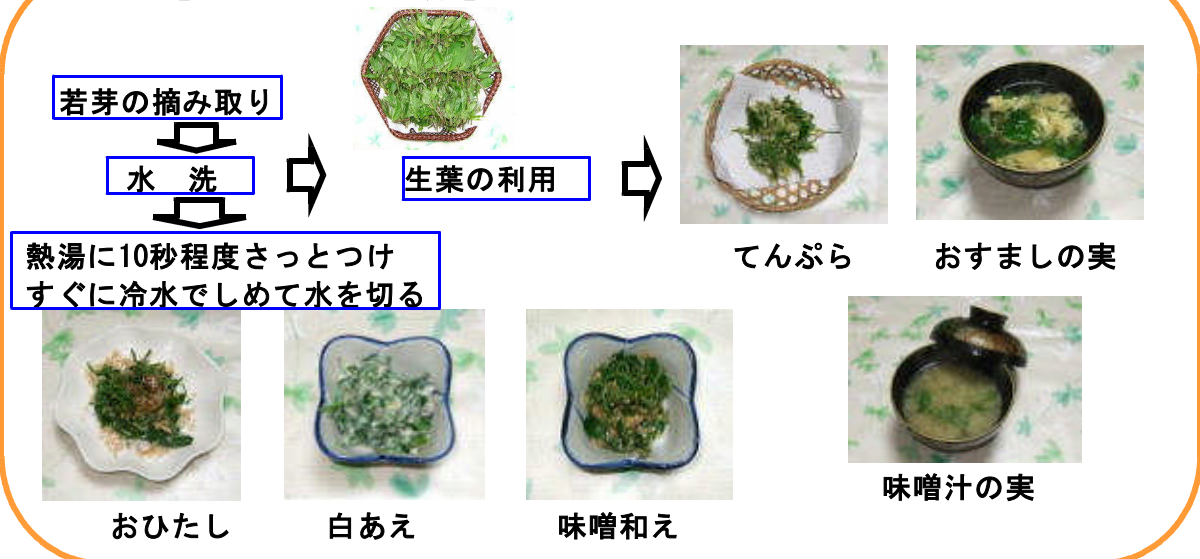 若芽の摘み取り
水　洗
生葉の利用
熱湯に10秒程度さっとつけ
すぐに冷水でしめて水を切る
てんぷら
おすましの実
味噌汁の実
おひたし
白あえ
味噌和え